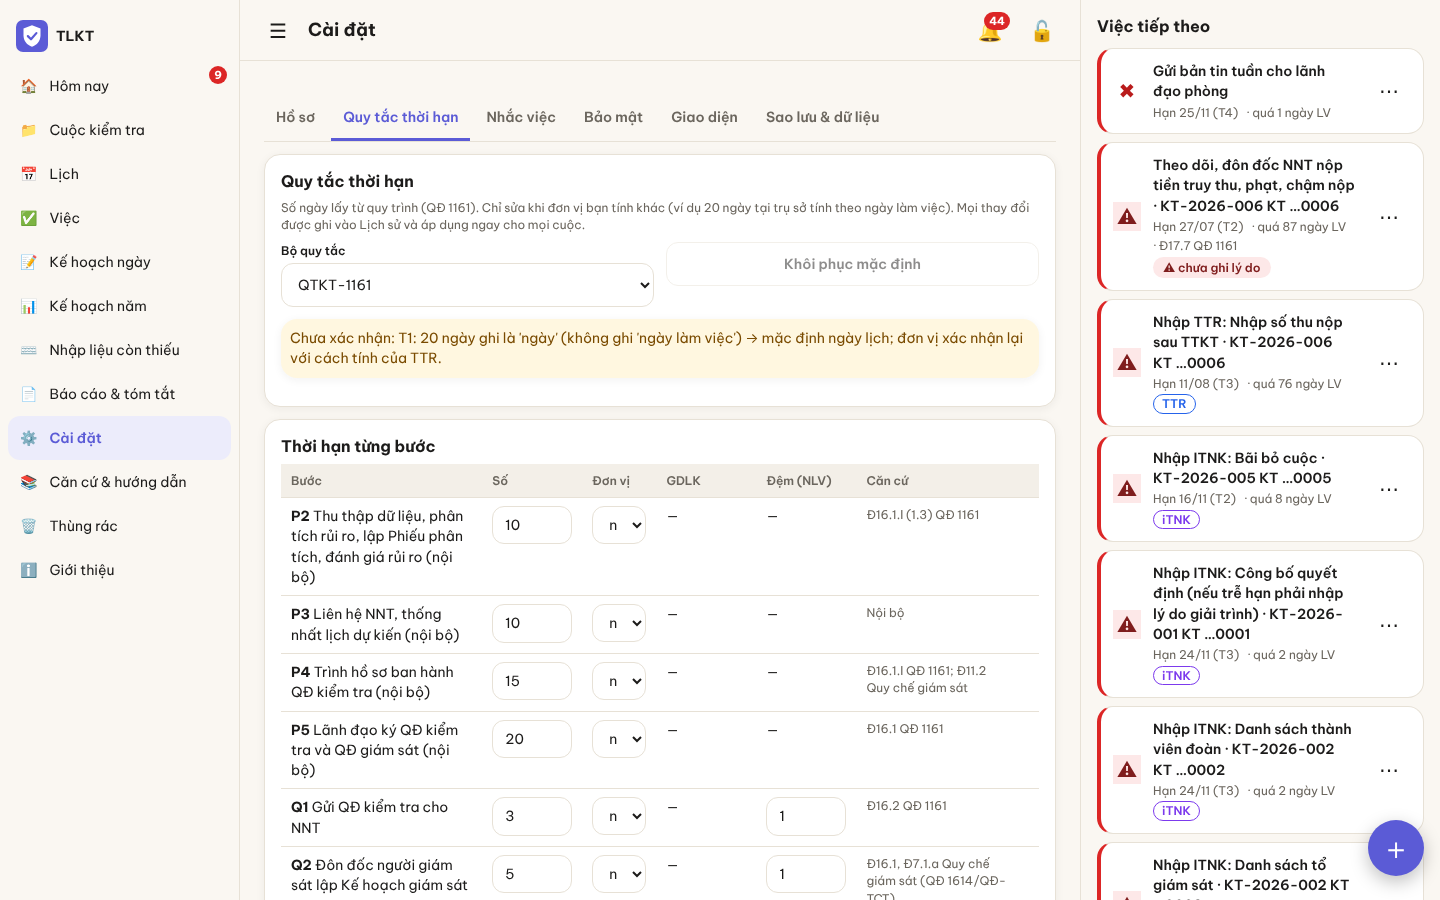 TLKT
Hôm nay
9
Cuộc kiểm tra
Lịch
Việc
Kế hoạch ngày
Kế hoạch năm
Nhập liệu còn thiếu
Báo cáo & tóm tắt
Cài đặt
Căn cứ & hướng dẫn
Thùng rác
Giới thiệu
☰ Cài đặt
44
Hồ sơ
Quy tắc thời hạn
Nhắc việc
Bảo mật
Giao diện
Sao lưu & dữ liệu
Quy tắc thời hạn
Số ngày lấy từ quy trình (QĐ 1161). Chỉ sửa khi đơn vị bạn tính khác (ví dụ 20 ngày tại trụ sở tính theo ngày làm việc). Mọi thay đổi
được ghi vào Lịch sử và áp dụng ngay cho mọi cuộc.
Bộ quy tắc
QTKT-1161
Khôi phục mặc định
Chưa xác nhận: T1: 20 ngày ghi là 'ngày' (không ghi 'ngày làm việc') → mặc định ngày lịch; đơn vị xác nhận lại
với cách tính của TTR.
Thời hạn từng bước
Bước Số Đơn vị GDLK Đệm (NLV) Căn cứ
P2 Thu thập dữ liệu, phân
tích rủi ro, lập Phiếu phân
tích, đánh giá rủi ro (nội
bộ)
10 n — — Đ16.1.I (1.3) QĐ 1161
P3 Liên hệ NNT, thống
nhất lịch dự kiến (nội bộ)
10 n — — Nội bộ
P4 Trình hồ sơ ban hành
QĐ kiểm tra (nội bộ)
15 n — — Đ16.1.I QĐ 1161; Đ11.2
Quy chế giám sát
P5 Lãnh đạo ký QĐ kiểm
tra và QĐ giám sát (nội
bộ)
20 n — — Đ16.1 QĐ 1161
Q1 Gửi QĐ kiểm tra cho
NNT
3 n — 1 Đ16.2 QĐ 1161
Q2 Đôn đốc người giám
sát lập Kế hoạch giám sát
5 n — 1 Đ16.1, Đ7.1.a Quy chế
giám sát (QĐ 1614/QĐ-
TCT)
Việc tiếp theo
Gửi bản tin tuần cho lãnh
đạo phòng
Hạn 25/11 (T4) · quá 1 ngày LV
⋯
Theo dõi, đôn đốc NNT nộp
tiền truy thu, phạt, chậm nộp
· KT-2026-006 KT …0006
Hạn 27/07 (T2) · quá 87 ngày LV
· Đ17.7 QĐ 1161
chưa ghi lý do
⋯
Nhập TTR: Nhập số thu nộp
sau TTKT · KT-2026-006
KT …0006
Hạn 11/08 (T3) · quá 76 ngày LV
TTR
⋯
Nhập ITNK: Bãi bỏ cuộc ·
KT-2026-005 KT …0005
Hạn 16/11 (T2) · quá 8 ngày LV
iTNK
⋯
Nhập ITNK: Công bố quyết
định (nếu trễ hạn phải nhập
lý do giải trình) · KT-2026-
001 KT …0001
Hạn 24/11 (T3) · quá 2 ngày LV
iTNK
⋯
Nhập ITNK: Danh sách thành
viên đoàn · KT-2026-002
KT …0002
Hạn 24/11 (T3) · quá 2 ngày LV
iTNK
⋯
Nhập ITNK: Danh sách tổ
giám sát · KT-2026-002 KT
+